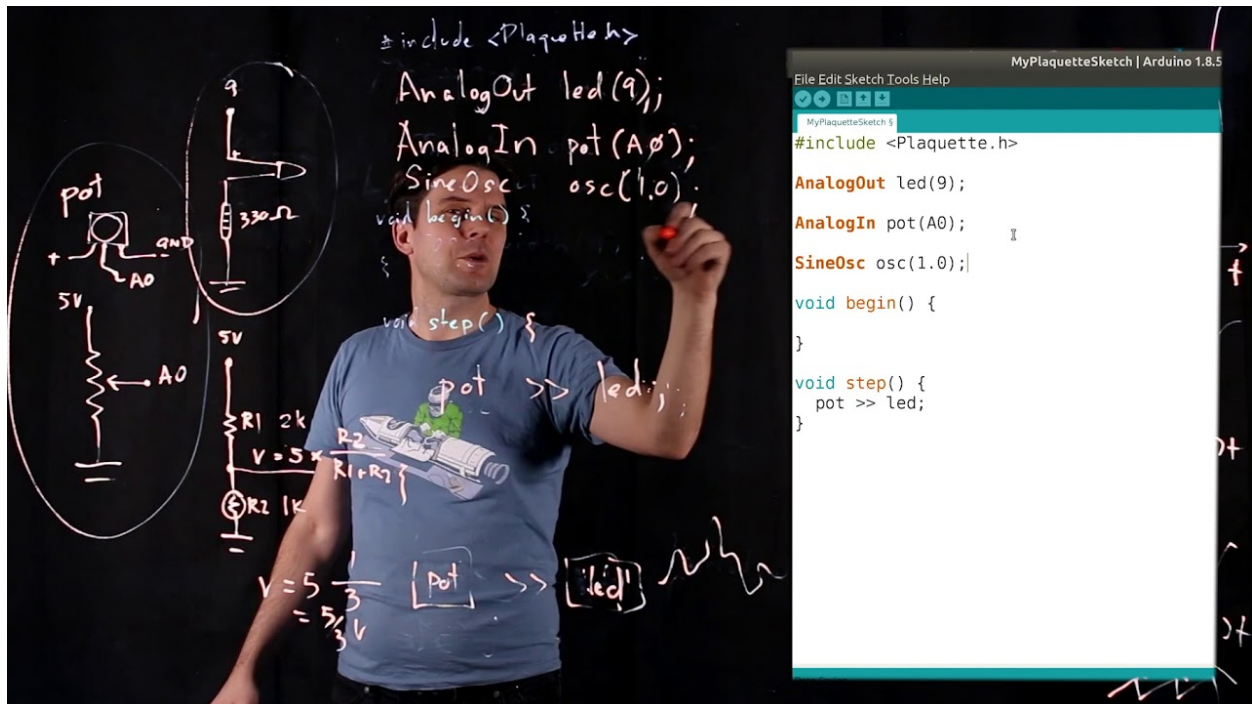 #include <Plaquette.h>
AnalogOut led(9);
AnalogIn pot(A0);
SineOsc osc(1.0);
void begin() {
}
void step() {
pot >> led;
9
330Ω
pot
+ GND
A0
5V
A0
5V
R1 2k
V = 5 × R2
R1+R2
R2 1K
V = 5 1
3
= 5/3 V
pot >> led
MyPlaquetteSketch | Arduino 1.8.5
File Edit Sketch Tools Help
MyPlaquetteSketch §
#include <Plaquette.h>
AnalogOut led(9);
AnalogIn pot(A0);
SineOsc osc(1.0);
void begin() {
}
void step() {
pot >> led;
}
t